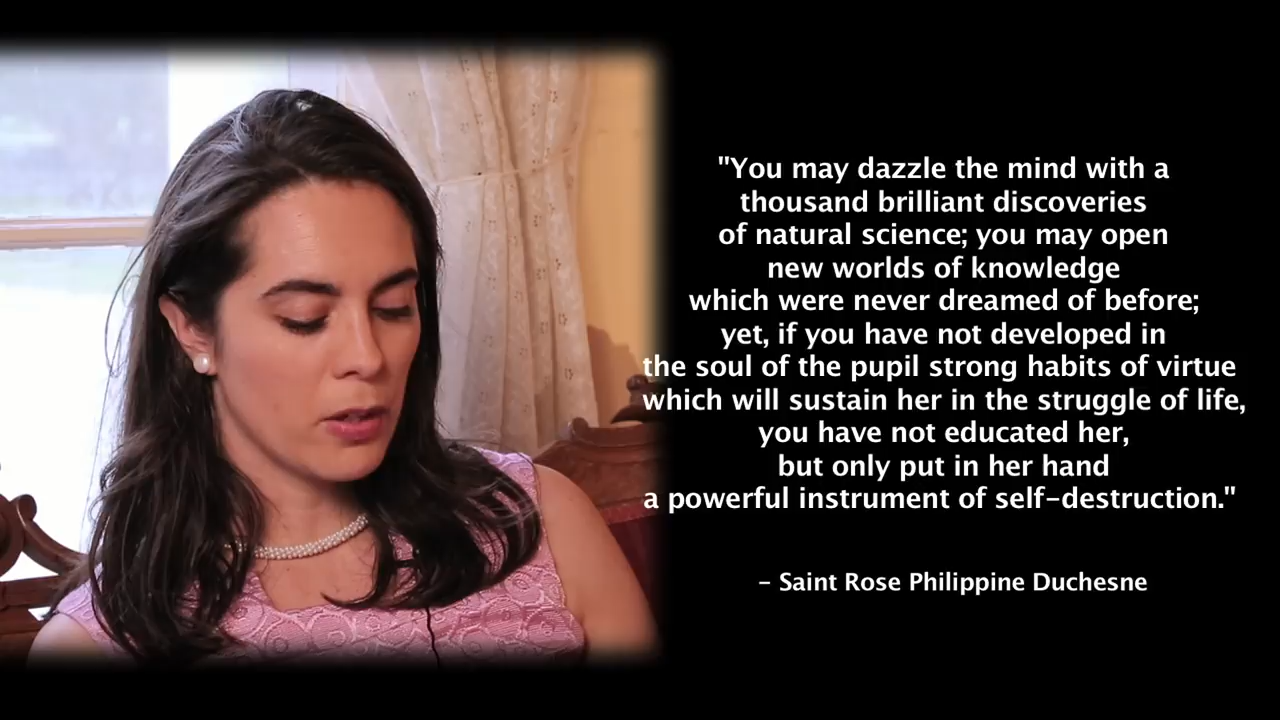 "You may dazzle the mind with a
thousand brilliant discoveries
of natural science; you may open
new worlds of knowledge
which were never dreamed of before;
yet, if you have not developed in
the soul of the pupil strong habits of virtue
which will sustain her in the struggle of life,
you have not educated her,
but only put in her hand
a powerful instrument of self-destruction."
– Saint Rose Philippine Duchesne